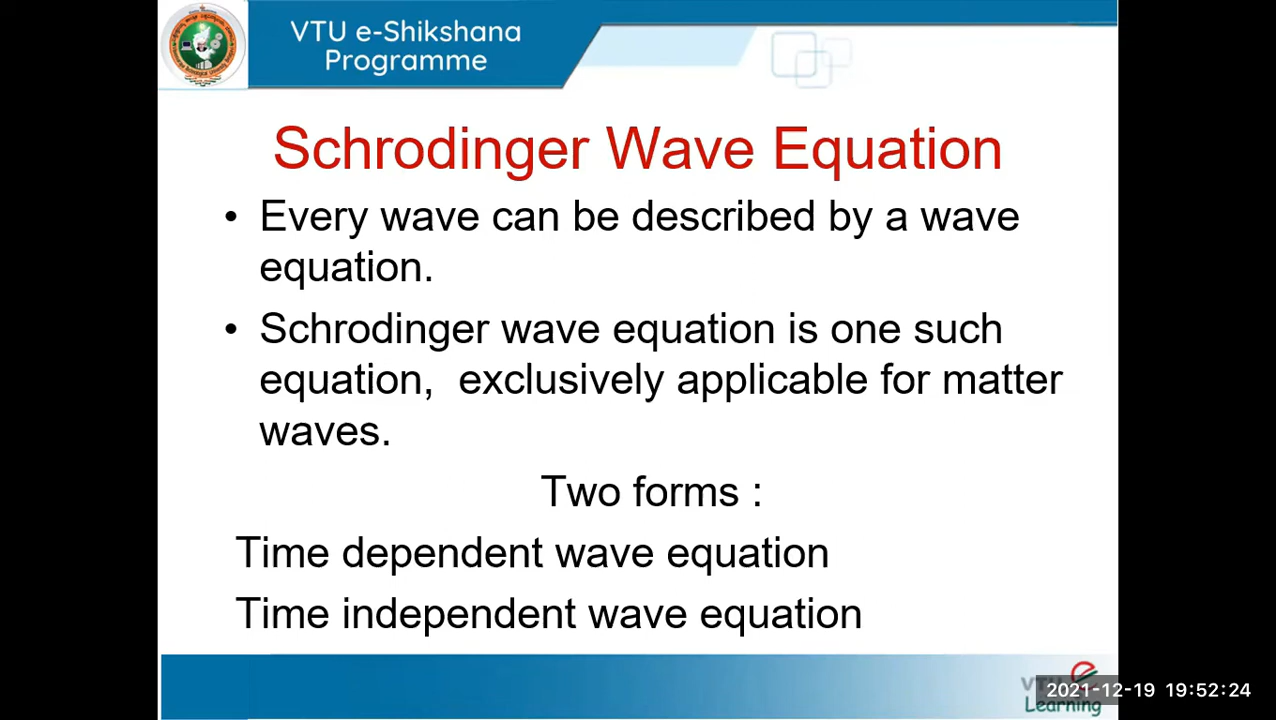 VTU e-Shikshana
Programme
Schrodinger Wave Equation
• Every wave can be described by a wave
equation.
• Schrodinger wave equation is one such
equation, exclusively applicable for matter
waves.
Two forms :
Time dependent wave equation
Time independent wave equation
VTU e
2021-12-19 19:52:24
Learning